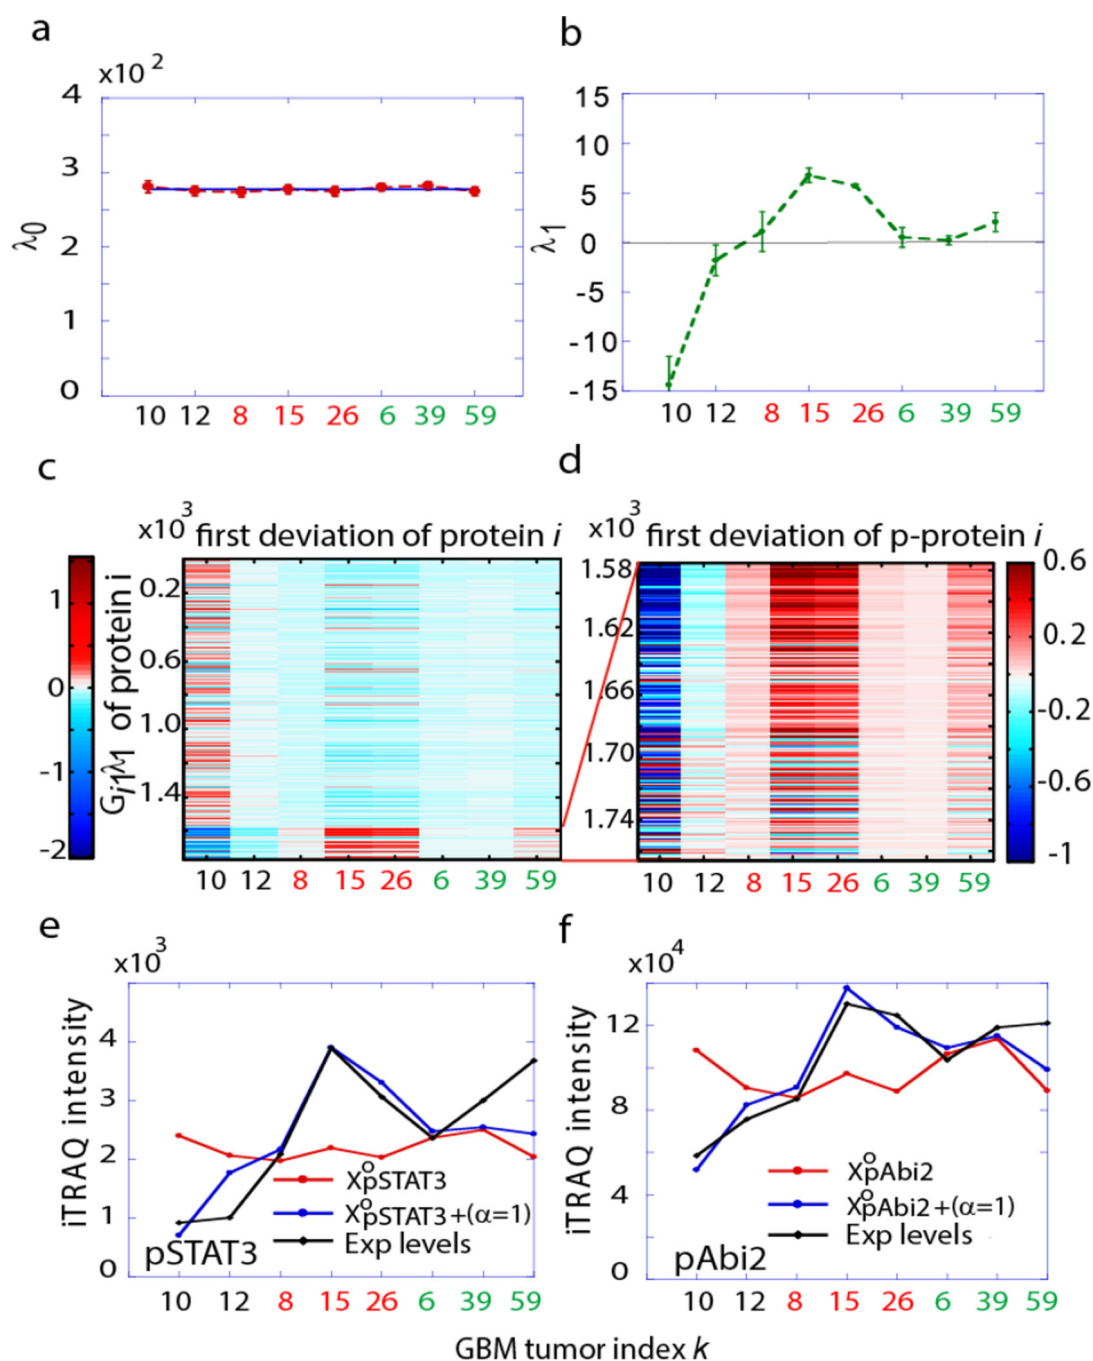 a
x10 2
4
3
2
1
0
λ0
10 12 8 15 26 6 39 59
b
15
10
5
0
-5
-10
-15
λ1
10 12 8 15 26 6 39 59
c
x10 3
first deviation of protein i
1
0
-1
-2
Gi1λ1 of protein i
0.2
0.6
1.0
1.4
10 12 8 15 26 6 39 59
d
x10 3
first deviation of p-protein i
1.58
1.62
1.66
1.70
1.74
0.6
0.2
-0.2
-0.6
-1
10 12 8 15 26 6 39 59
e
x10 3
iTRAQ intensity
4
3
2
1
0
XopSTAT3
XopSTAT3+(α=1)
Exp levels
pSTAT3
10 12 8 15 26 6 39 59
f
x10 4
iTRAQ intensity
12
8
4
0
XopAbi2
XopAbi2+(α=1)
Exp levels
pAbi2
10 12 8 15 26 6 39 59
GBM tumor index k